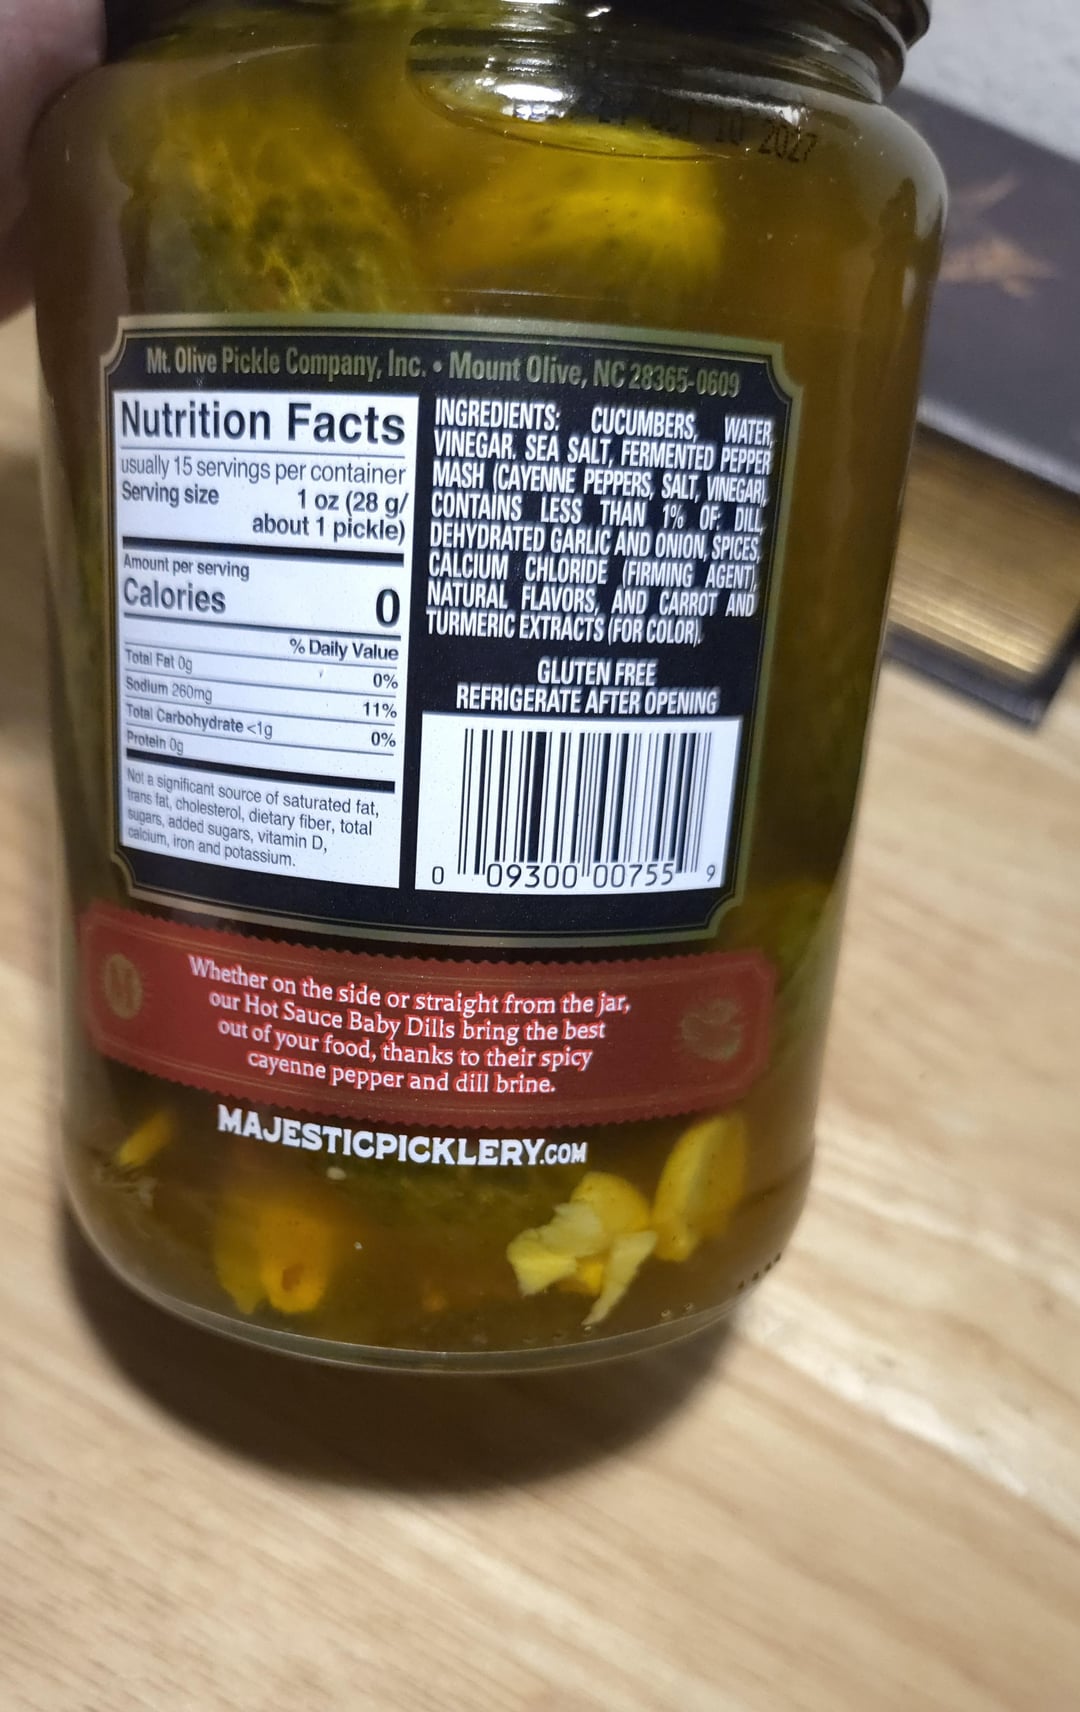 10 2027
Mt. Olive Pickle Company, Inc. • Mount Olive, NC 28365-0609
Nutrition Facts
usually 15 servings per container
Serving size 1 oz (28 g/
about 1 pickle)
Amount per serving
Calories 0
% Daily Value
Total Fat 0g 0%
Sodium 260mg 11%
Total Carbohydrate <1g 0%
Protein 0g
Not a significant source of saturated fat,
trans fat, cholesterol, dietary fiber, total
sugars, added sugars, vitamin D,
calcium, iron and potassium.
INGREDIENTS: CUCUMBERS, WATER,
VINEGAR, SEA SALT, FERMENTED PEPPER
MASH (CAYENNE PEPPERS, SALT, VINEGAR),
CONTAINS LESS THAN 1% OF: DILL,
DEHYDRATED GARLIC AND ONION, SPICES,
CALCIUM CHLORIDE (FIRMING AGENT),
NATURAL FLAVORS, AND CARROT AND
TURMERIC EXTRACTS (FOR COLOR).
GLUTEN FREE
REFRIGERATE AFTER OPENING
0 09300 00755 9
M
Whether on the side or straight from the jar,
our Hot Sauce Baby Dills bring the best
out of your food, thanks to their spicy
cayenne pepper and dill brine.
MAJESTICPICKLERY.COM